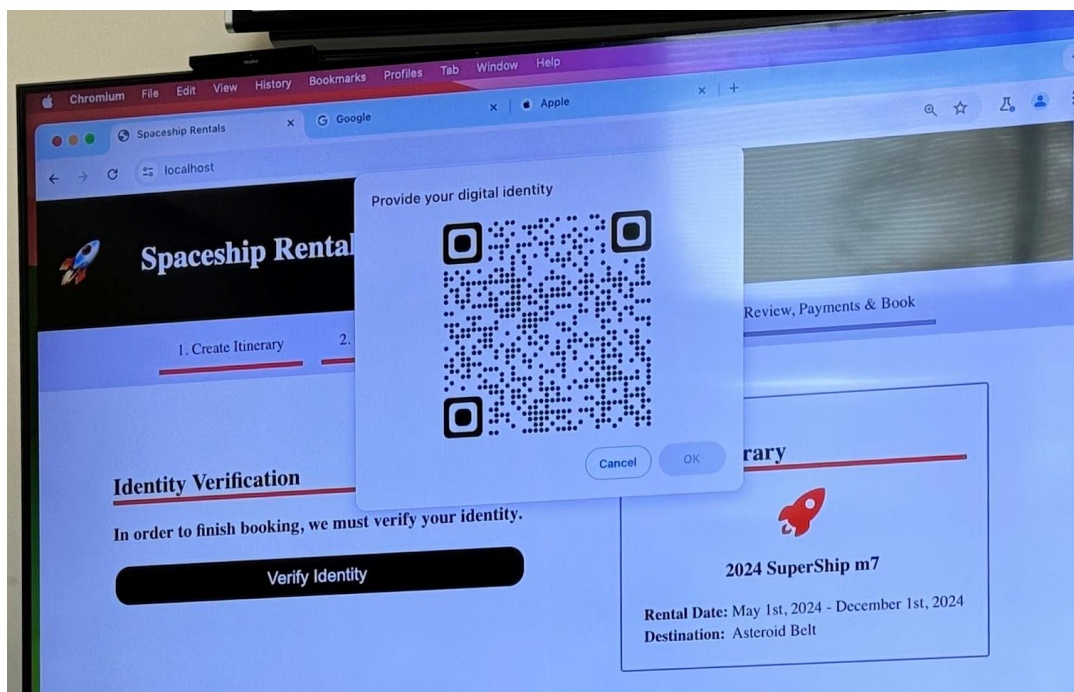 Chromium File Edit View History Bookmarks Profiles Tab Window Help
Spaceship Rentals
Google
Apple
localhost
Provide your digital identity
Spaceship Rental
1. Create Itinerary
2.
Review, Payments & Book
Cancel
OK
Identity Verification
In order to finish booking, we must verify your identity.
Verify Identity
rary
2024 SuperShip m7
Rental Date: May 1st, 2024 - December 1st, 2024
Destination: Asteroid Belt